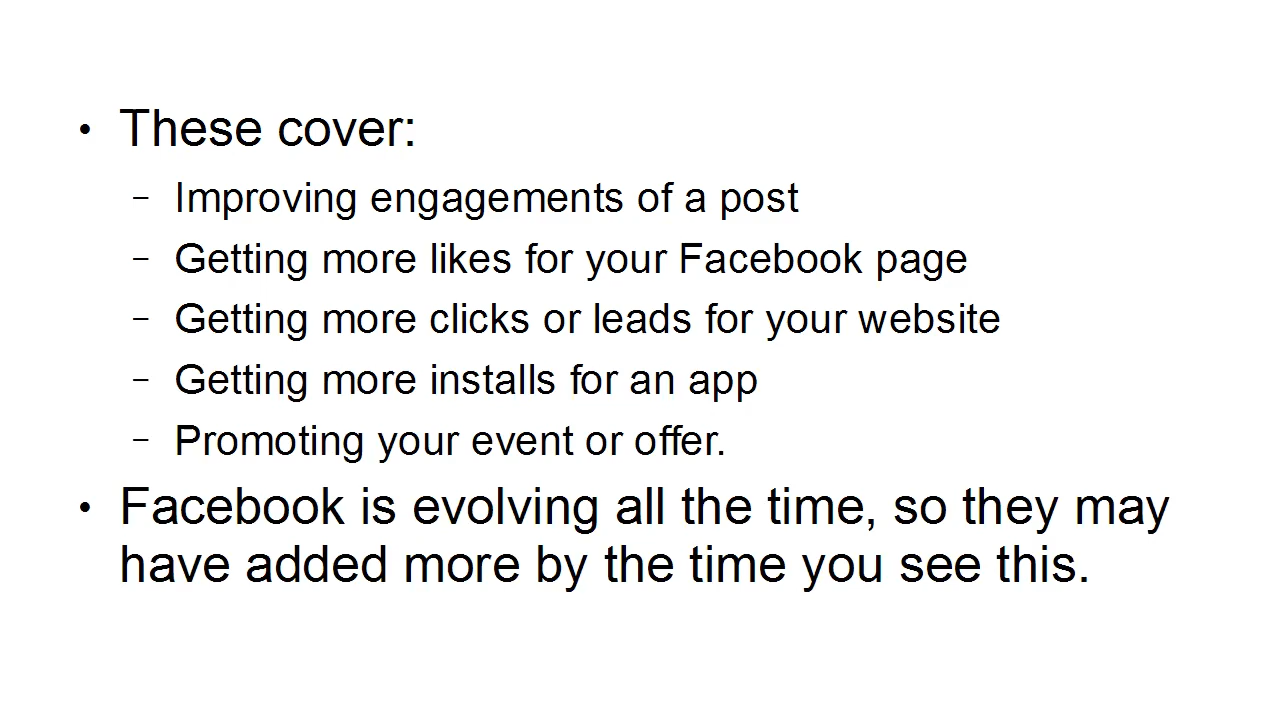 • These cover:
– Improving engagements of a post
– Getting more likes for your Facebook page
– Getting more clicks or leads for your website
– Getting more installs for an app
– Promoting your event or offer.
• Facebook is evolving all the time, so they may
have added more by the time you see this.